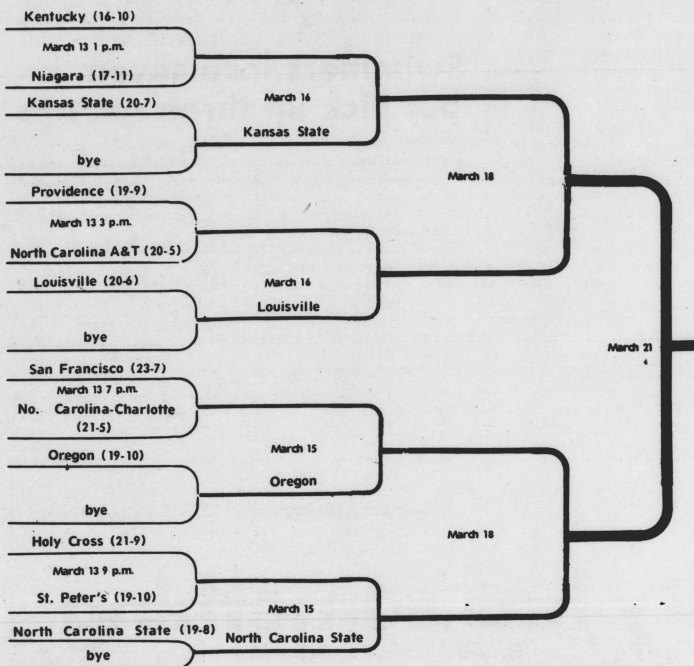 Kentucky (16-10)
March 13 1 p.m.
Niagara (17-11)
March 16
Kansas State (20-7)
Kansas State
bye
March 18
Providence (19-9)
March 13 3 p.m.
North Carolina A&T (20-5)
March 16
Louisville (20-6)
Louisville
bye
March 21
San Francisco (23-7)
March 13 7 p.m.
No. Carolina-Charlotte
(21-5)
March 15
Oregon (19-10)
Oregon
bye
March 18
Holy Cross (21-9)
March 13 9 p.m.
St. Peter's (19-10)
March 15
North Carolina State (19-8)
North Carolina State
bye